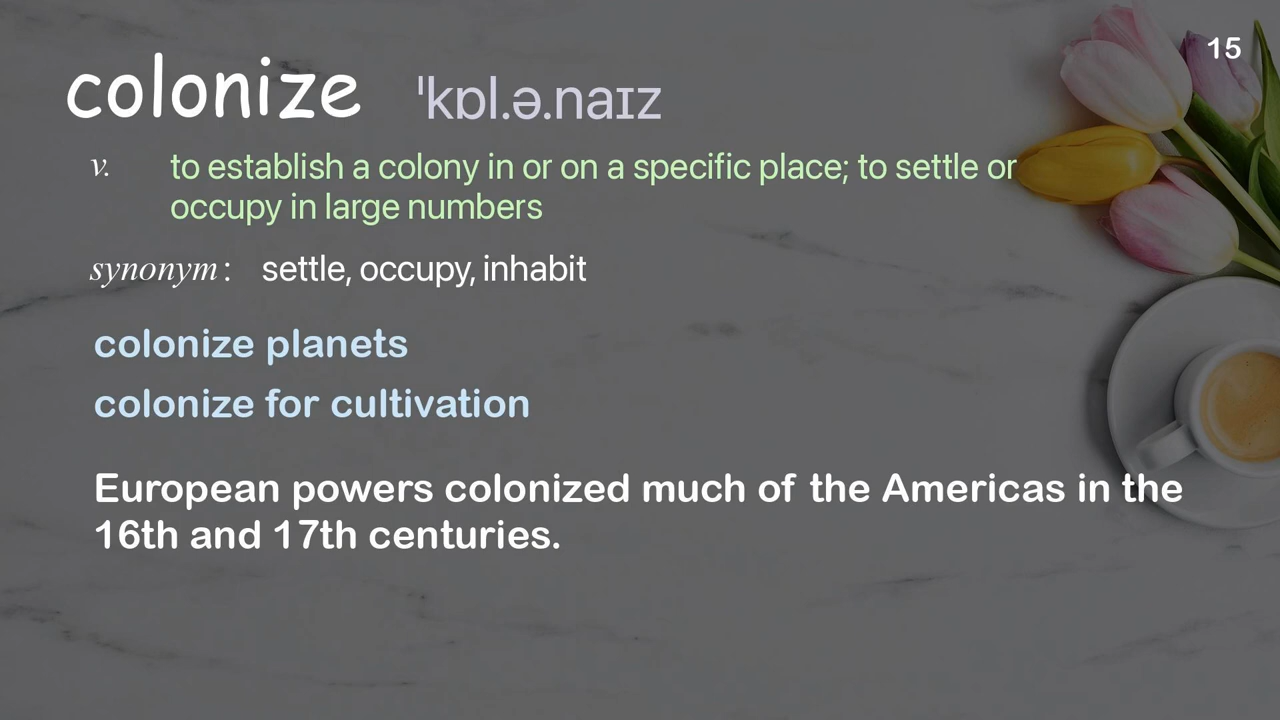 15
colonize ˈkɒl.ə.naɪz
v. to establish a colony in or on a specific place; to settle or
occupy in large numbers
synonym: settle, occupy, inhabit
colonize planets
colonize for cultivation
European powers colonized much of the Americas in the
16th and 17th centuries.